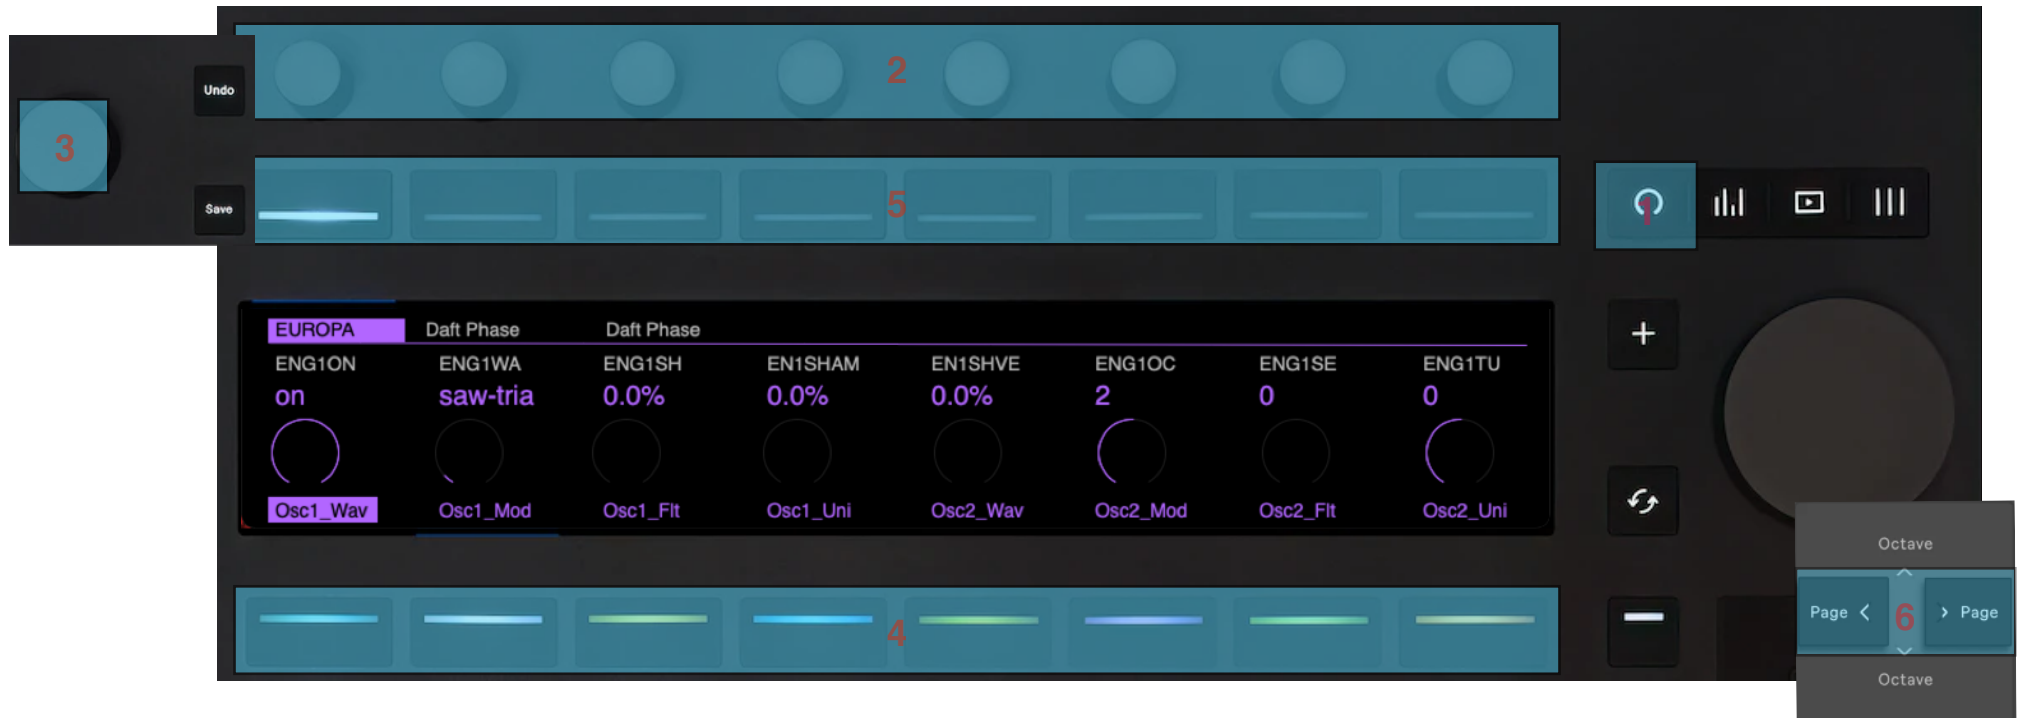 2
Undo
3
Save
5
1
EUROPA Daft Phase Daft Phase
ENG1ON ENG1WA ENG1SH EN1SHAM EN1SHVE ENG1OC ENG1SE ENG1TU
on saw-tria 0.0% 0.0% 0.0% 2 0 0
Osc1_Wav Osc1_Mod Osc1_Flt Osc1_Uni Osc2_Wav Osc2_Mod Osc2_Flt Osc2_Uni
4
Octave
Page < 6 > Page
Octave